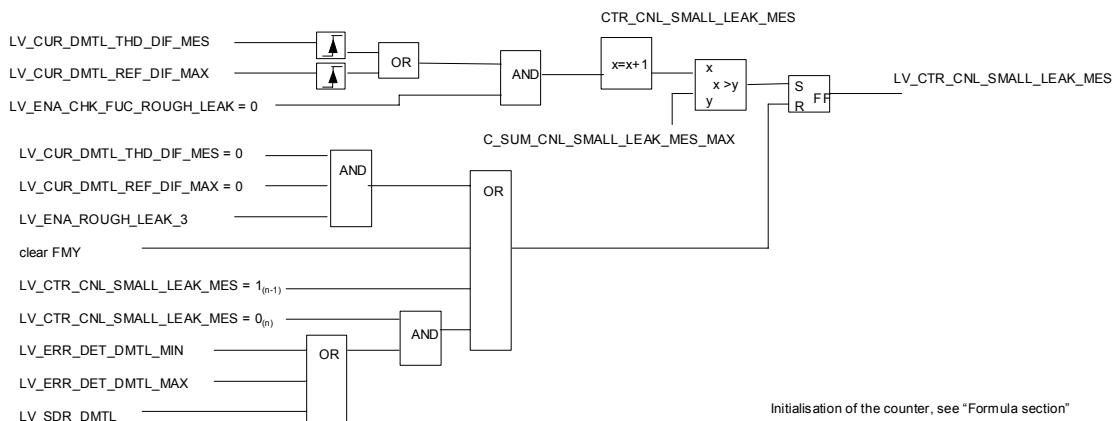 CTR_CNL_SMALL_LEAK_MES
LV_CUR_DMTL_THD_DIF_MES
OR
LV_CUR_DMTL_REF_DIF_MAX
AND
x=x+1
x
x >y
y
S
R
FF
LV_CTR_CNL_SMALL_LEAK_MES
LV_ENA_CHK_FUC_ROUGH_LEAK = 0
C_SUM_CNL_SMALL_LEAK_MES_MAX
LV_CUR_DMTL_THD_DIF_MES = 0
AND
LV_CUR_DMTL_REF_DIF_MAX = 0
OR
LV_ENA_ROUGH_LEAK_3
clear FMY
LV_CTR_CNL_SMALL_LEAK_MES = 1(n-1)
LV_CTR_CNL_SMALL_LEAK_MES = 0(n)
AND
LV_ERR_DET_DMTL_MIN
OR
LV_ERR_DET_DMTL_MAX
LV_SDR_DMTL
Initialisation of the counter, see “Formula section”